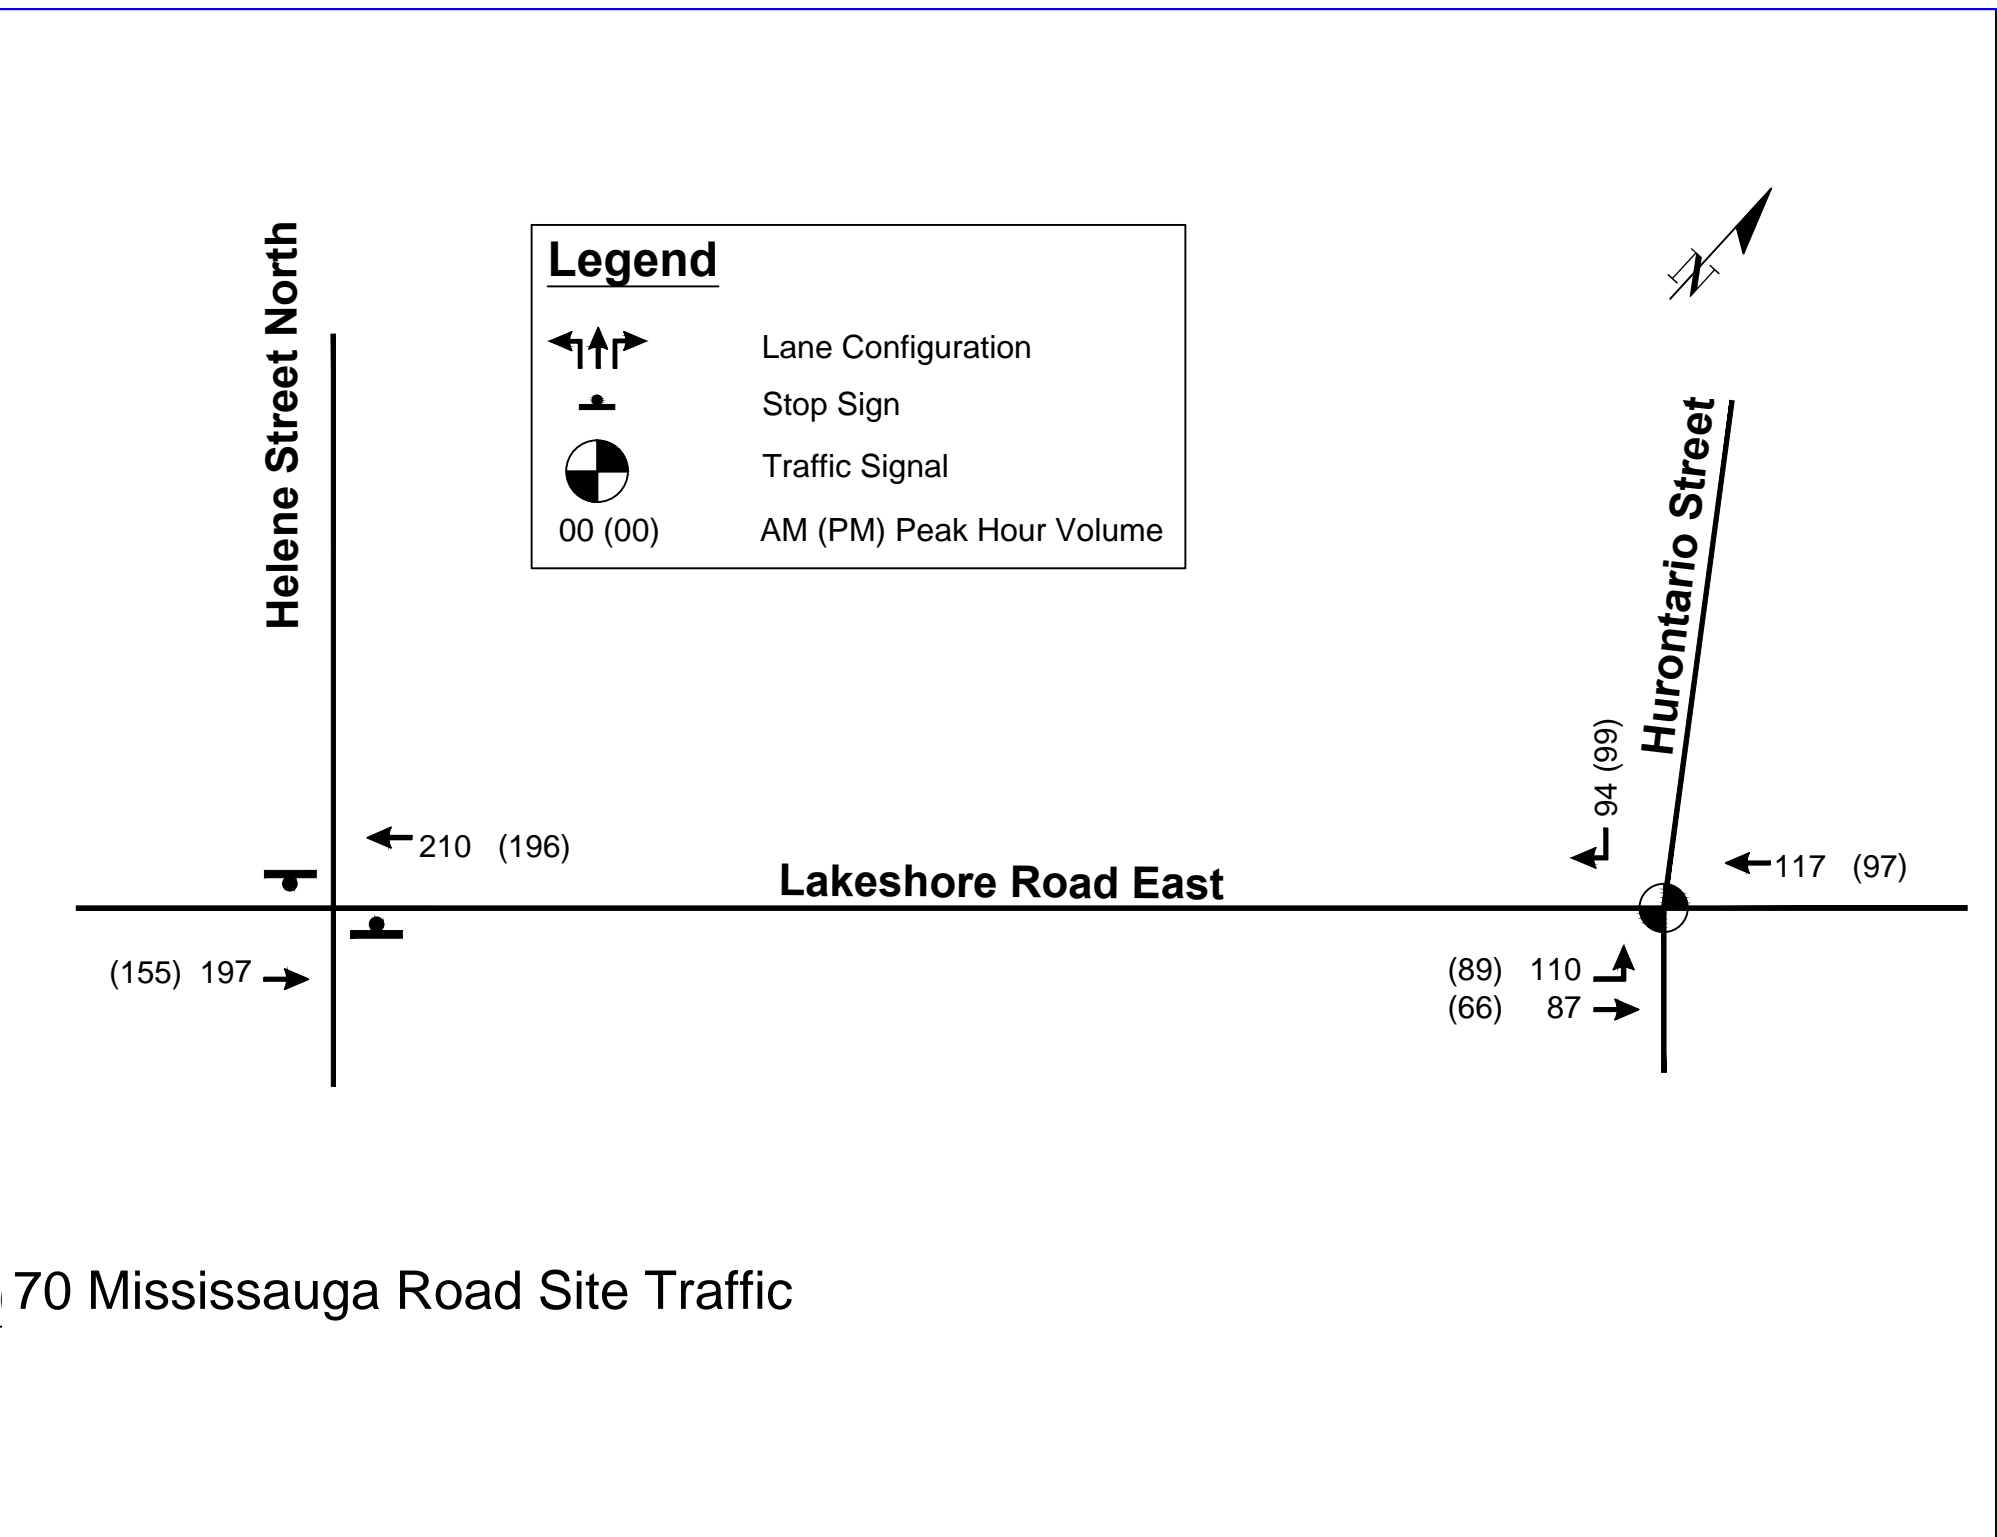 Helene Street North
Legend
Lane Configuration
Stop Sign
Traffic Signal
00 (00) AM (PM) Peak Hour Volume
N
Hurontario Street
94 (99)
210 (196)
117 (97)
Lakeshore Road East
(155) 197
(89) 110
(66) 87
70 Mississauga Road Site Traffic